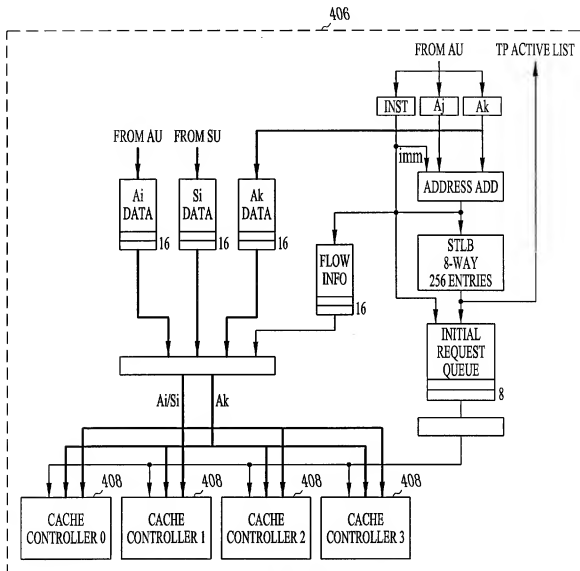 406
FROM AU
TP ACTIVE LIST
INST
Aj
Ak
FROM AU
FROM SU
imm
Ai
DATA
16
Si
DATA
16
Ak
DATA
16
ADDRESS ADD
FLOW
INFO
16
STLB
8-WAY
256 ENTRIES
INITIAL
REQUEST
QUEUE
8
Ai/Si
Ak
408
408
408
408
CACHE
CONTROLLER 0
CACHE
CONTROLLER 1
CACHE
CONTROLLER 2
CACHE
CONTROLLER 3